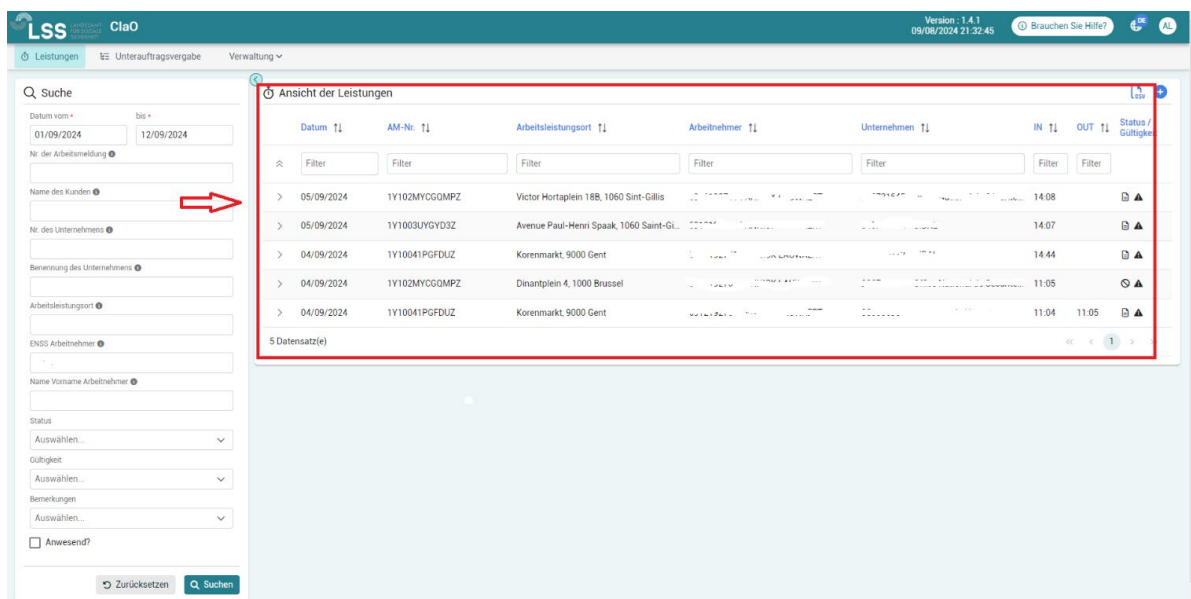 LSS LANDESAMT FÜR SOZIALE SICHERHEIT CIaO
Version : 1.4.1
09/08/2024 21:32:45
Brauchen Sie Hilfe?
DE
AL
Leistungen Unterauftragsvergabe Verwaltung
Suche
Datum vom * bis *
01/09/2024 12/09/2024
Nr. der Arbeitsmeldung
Name des Kunden
Nr. des Unternehmens
Benennung des Unternehmens
Arbeitsleistungsort
ENSS Arbeitnehmer
Name Vorname Arbeitnehmer
Status
Auswählen...
Gültigkeit
Auswählen...
Bemerkungen
Auswählen...
Anwesend?
Zurücksetzen Suchen
Ansicht der Leistungen
CSV
Datum AM-Nr. Arbeitsleistungsort Arbeitnehmer Unternehmen IN OUT Status / Gültigkei
Filter Filter Filter Filter Filter Filter Filter
05/09/2024 1Y102MYCGQMPZ Victor Hortaplein 18B, 1060 Sint-Gillis 14:08
05/09/2024 1Y1003UYGYD3Z Avenue Paul-Henri Spaak, 1060 Saint-Gi... 14:07
04/09/2024 1Y10041PGFDUZ Korenmarkt, 9000 Gent 14:44
04/09/2024 1Y102MYCGQMPZ Dinantplein 4, 1000 Brussel 11:05
04/09/2024 1Y10041PGFDUZ Korenmarkt, 9000 Gent 11:04 11:05
5 Datensatz(e)
« ‹ 1 ›